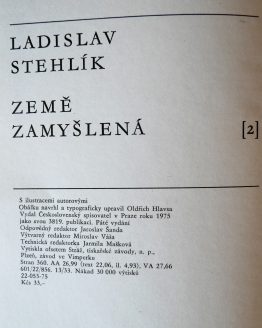 LADISLAV
STEHLÍK
ZEMĚ
ZAMYŠLENÁ [2]
S ilustracemi autorovými
Obálku navrhl a typograficky upravil Oldřich Hlavsa
Vydal Československý spisovatel v Praze roku 1975
jako svou 3819. publikaci. Páté vydání
Odpovědný redaktor Jaroslav Šanda
Výtvarný redaktor Miroslav Váša
Technická redaktorka Jarmila Mašková
Vytiskla ofsetem Stráž, tiskařské závody, n. p.,
Plzeň, závod ve Vimperku
Stran 360. AA 26,99 (text 22,06, il. 4,93), VA 27,66
601/22/856. 13/33. Náklad 30 000 výtisků
22-055-75
Kčs 35,-